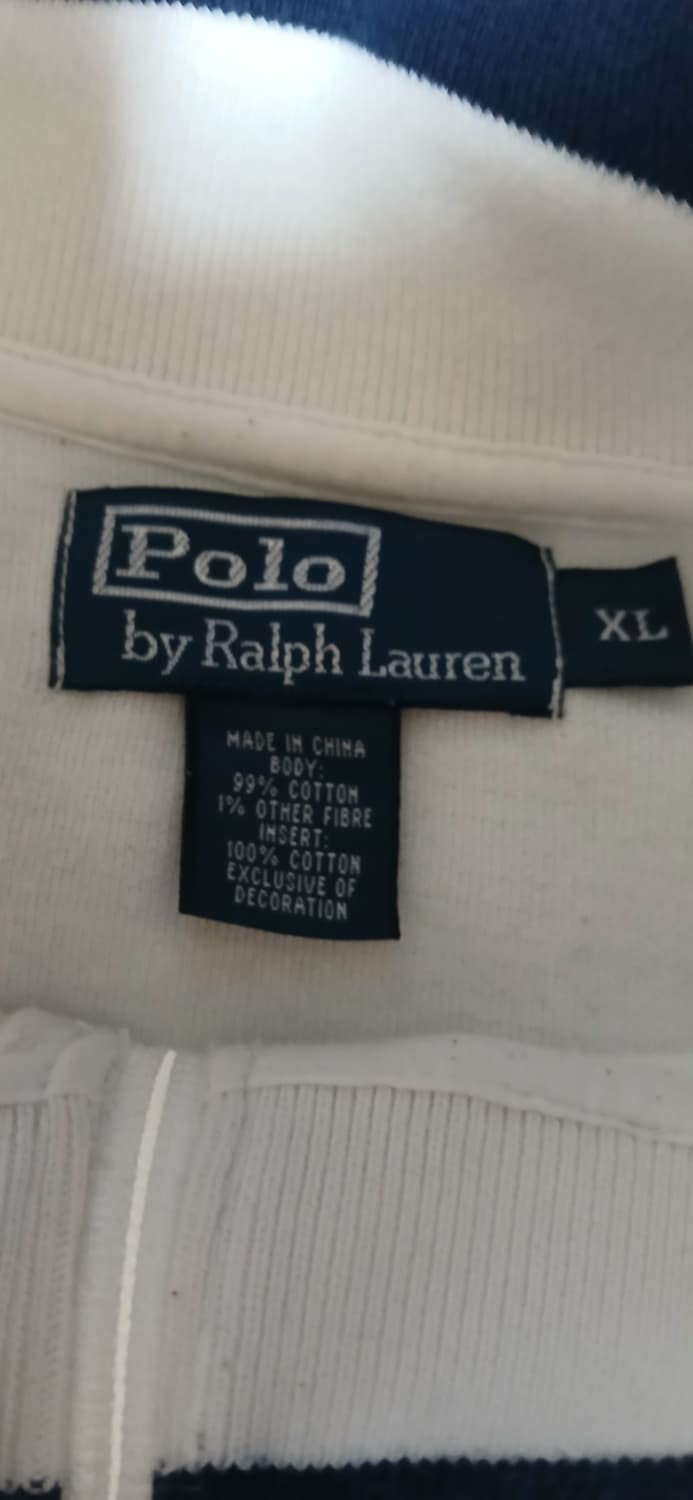 Polo
by Ralph Lauren
XL
MADE IN CHINA
BODY:
99% COTTON
1% OTHER FIBRE
INSERT:
100% COTTON
EXCLUSIVE OF
DECORATION